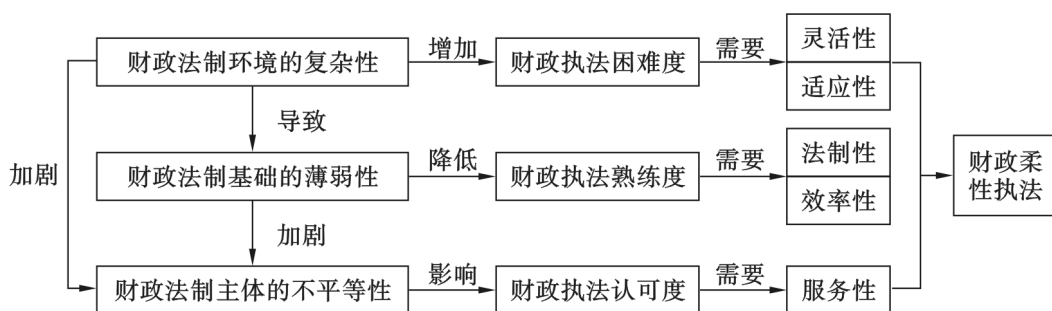 财政法制环境的复杂性
增加
财政执法困难度
需要
灵活性
适应性
导致
加剧
财政法制基础的薄弱性
降低
财政执法熟练度
需要
法制性
效率性
财政柔
性执法
加剧
财政法制主体的不平等性
影响
财政执法认可度
需要
服务性